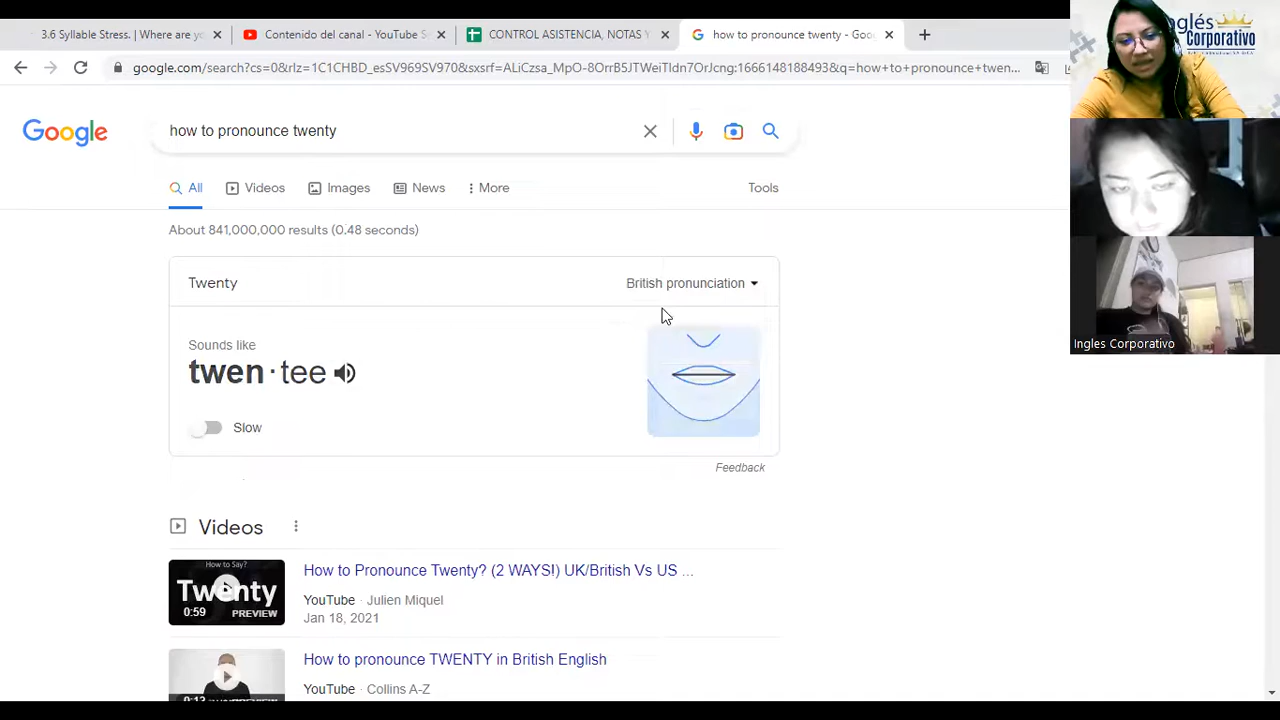 3.6 Syllable Stress. | Where are yo
Contenido del canal - YouTube S
CONTROL ASISTENCIA, NOTAS Y
how to pronounce twenty - Goo
Inglés
Corporativo
google.com/search?cs=0&rlz=1C1CHBD_esSV969SV970&sxsrf=ALiCzsa_MpO-8OrB5JTWeiTIdn7OrJcng:1666148188493&q=how+to+pronounce+twen...
Google
how to pronounce twenty
All
Videos
Images
News
More
Tools
About 841,000,000 results (0.48 seconds)
Twenty
British pronunciation
Sounds like
twen·tee
Ingles Corporativo
Slow
Feedback
Videos
How to Say?
Twenty
0:59
PREVIEW
How to Pronounce Twenty? (2 WAYS!) UK/British Vs US ...
YouTube · Julien Miquel
Jan 18, 2021
How to pronounce TWENTY in British English
YouTube · Collins A-Z